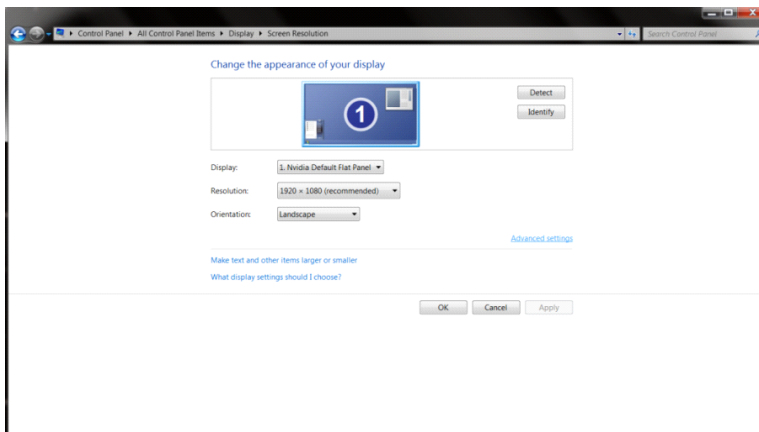 Control Panel ▸ All Control Panel Items ▸ Display ▸ Screen Resolution
Search Control Panel
Change the appearance of your display
1
Detect
Identify
Display: 1. Nvidia Default Flat Panel
Resolution: 1920 × 1080 (recommended)
Orientation: Landscape
Advanced settings
Make text and other items larger or smaller
What display settings should I choose?
OK Cancel Apply